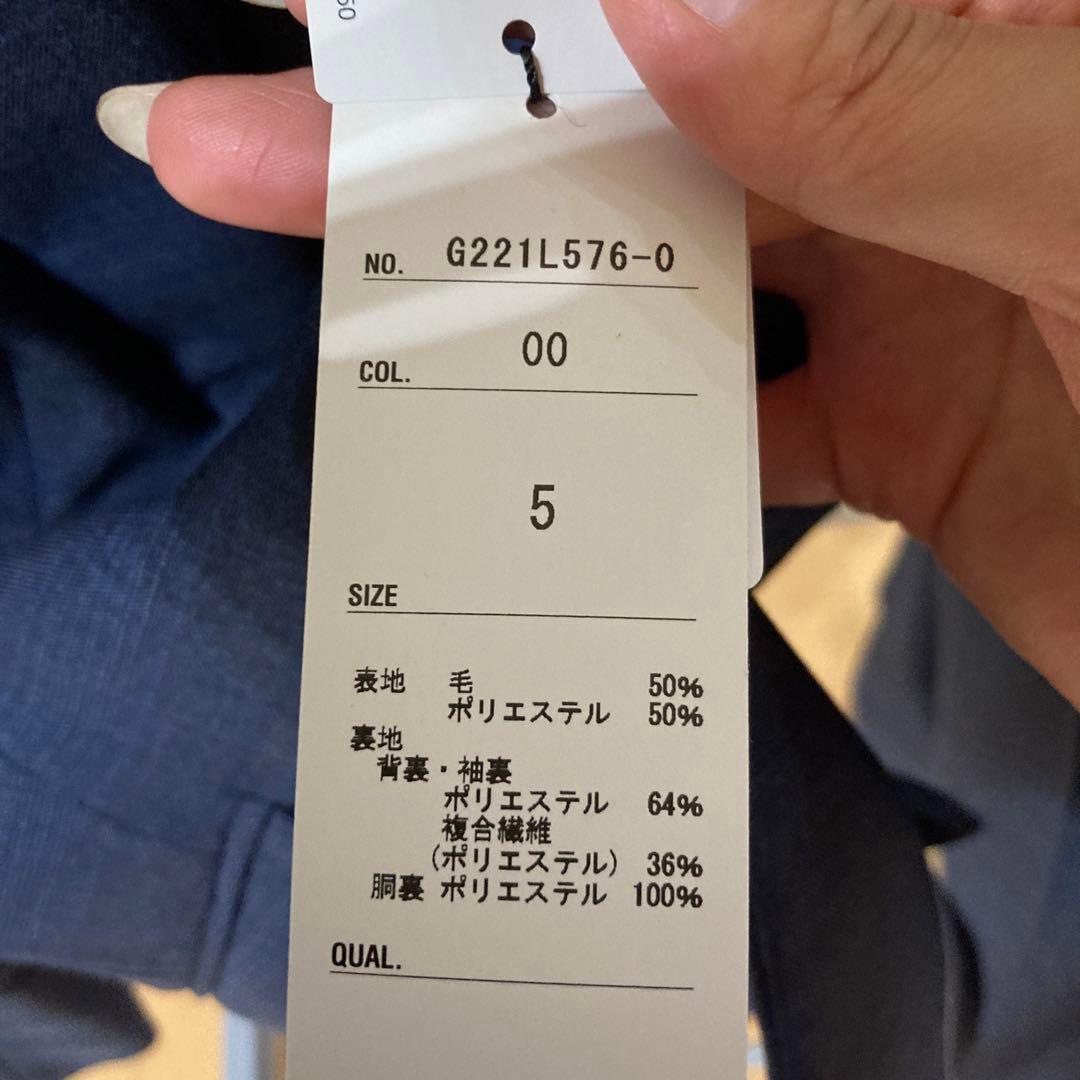 50
NO. G221L576-0
COL. 00
5
SIZE
表地 毛 50%
ポリエステル 50%
裏地
背裏・袖裏
ポリエステル 64%
複合繊維
(ポリエステル) 36%
胴裏 ポリエステル 100%
QUAL.